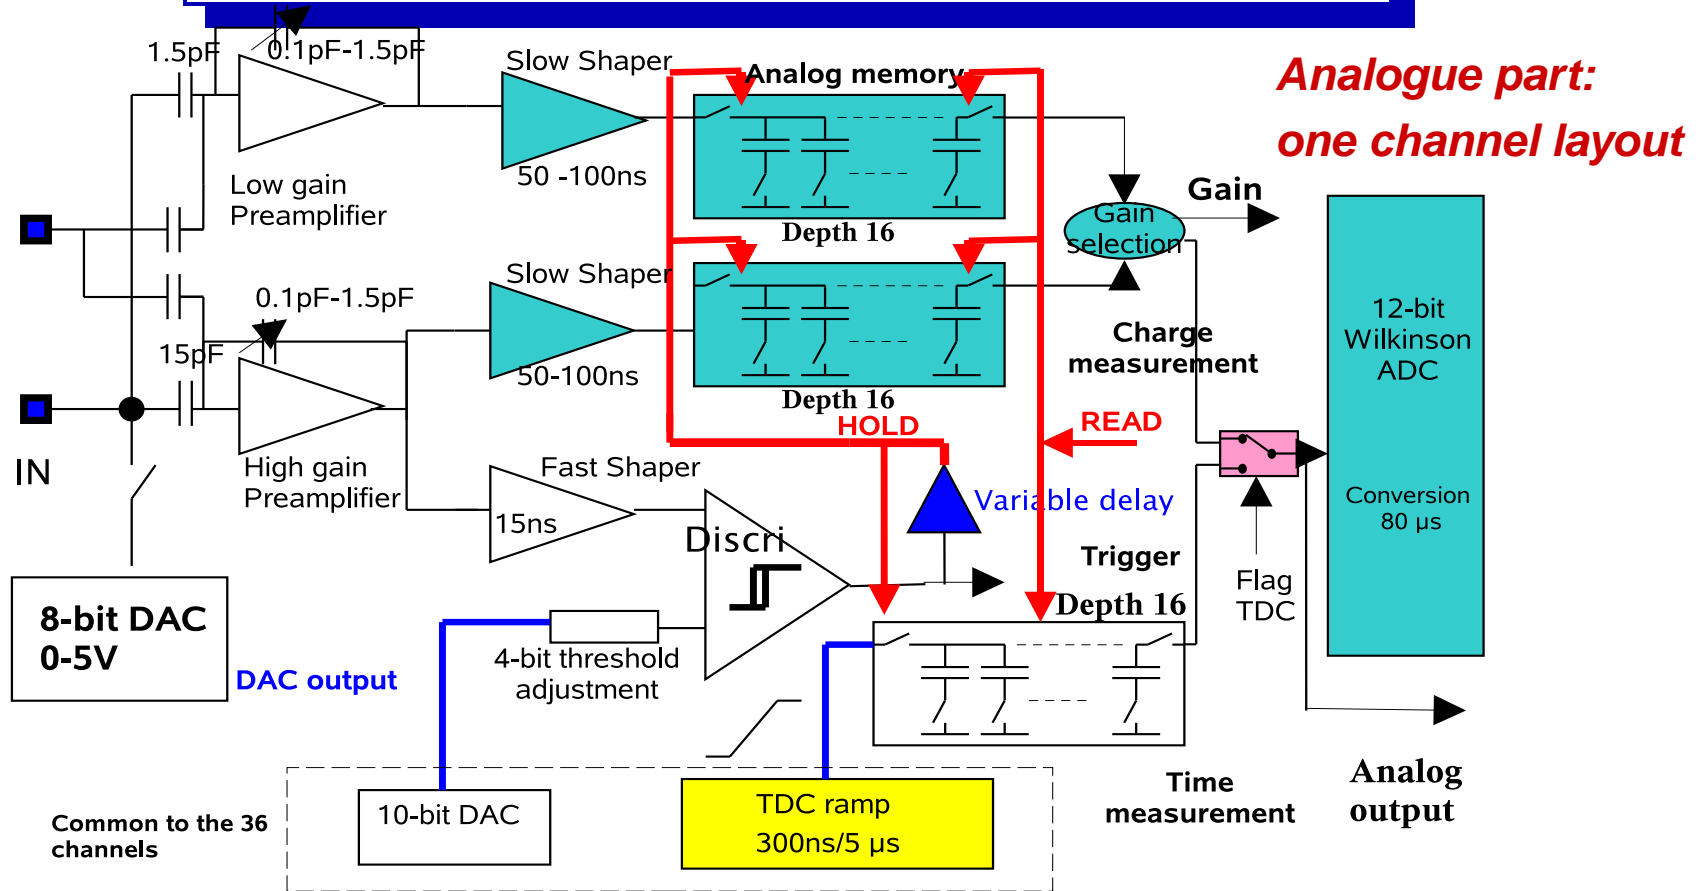 Analogue part:
one channel layout
1.5pF
0.1pF-1.5pF
Slow Shaper
Analog memory
50 -100ns
Low gain
Preamplifier
Depth 16
Gain
Gain
selection
Slow Shaper
0.1pF-1.5pF
15pF
50-100ns
Depth 16
Charge
measurement
12-bit
Wilkinson
ADC
Conversion
80 µs
HOLD
READ
IN
High gain
Preamplifier
Fast Shaper
15ns
Discri
Variable delay
Trigger
Depth 16
Flag
TDC
8-bit DAC
0-5V
DAC output
4-bit threshold
adjustment
Time
measurement
Analog
output
Common to the 36
channels
10-bit DAC
TDC ramp
300ns/5 µs